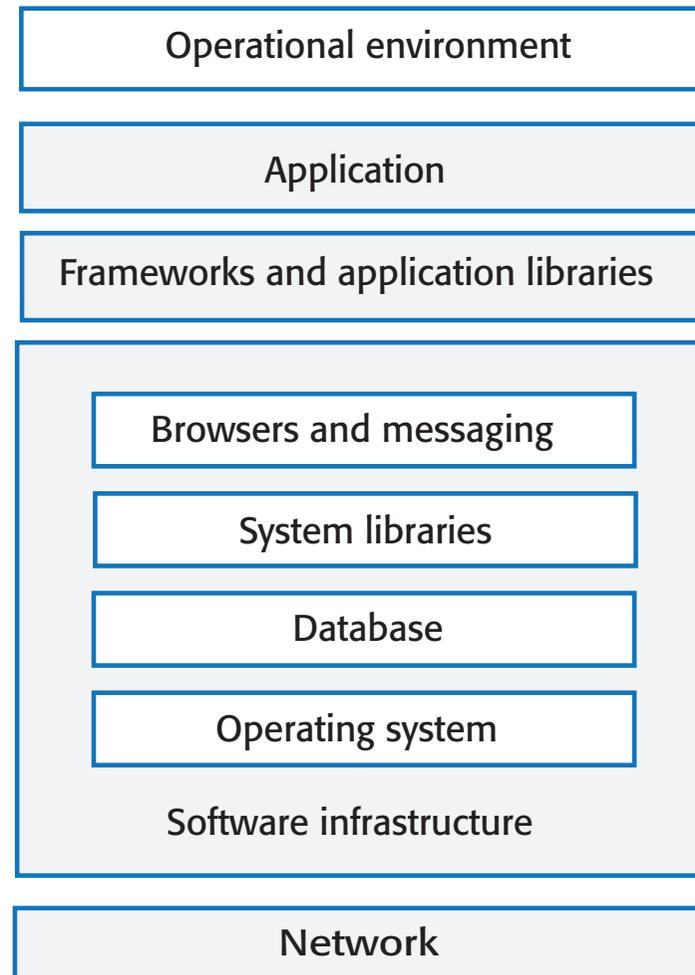 Operational environment
Application
Frameworks and application libraries
Browsers and messaging
System libraries
Database
Operating system
Software infrastructure
Network